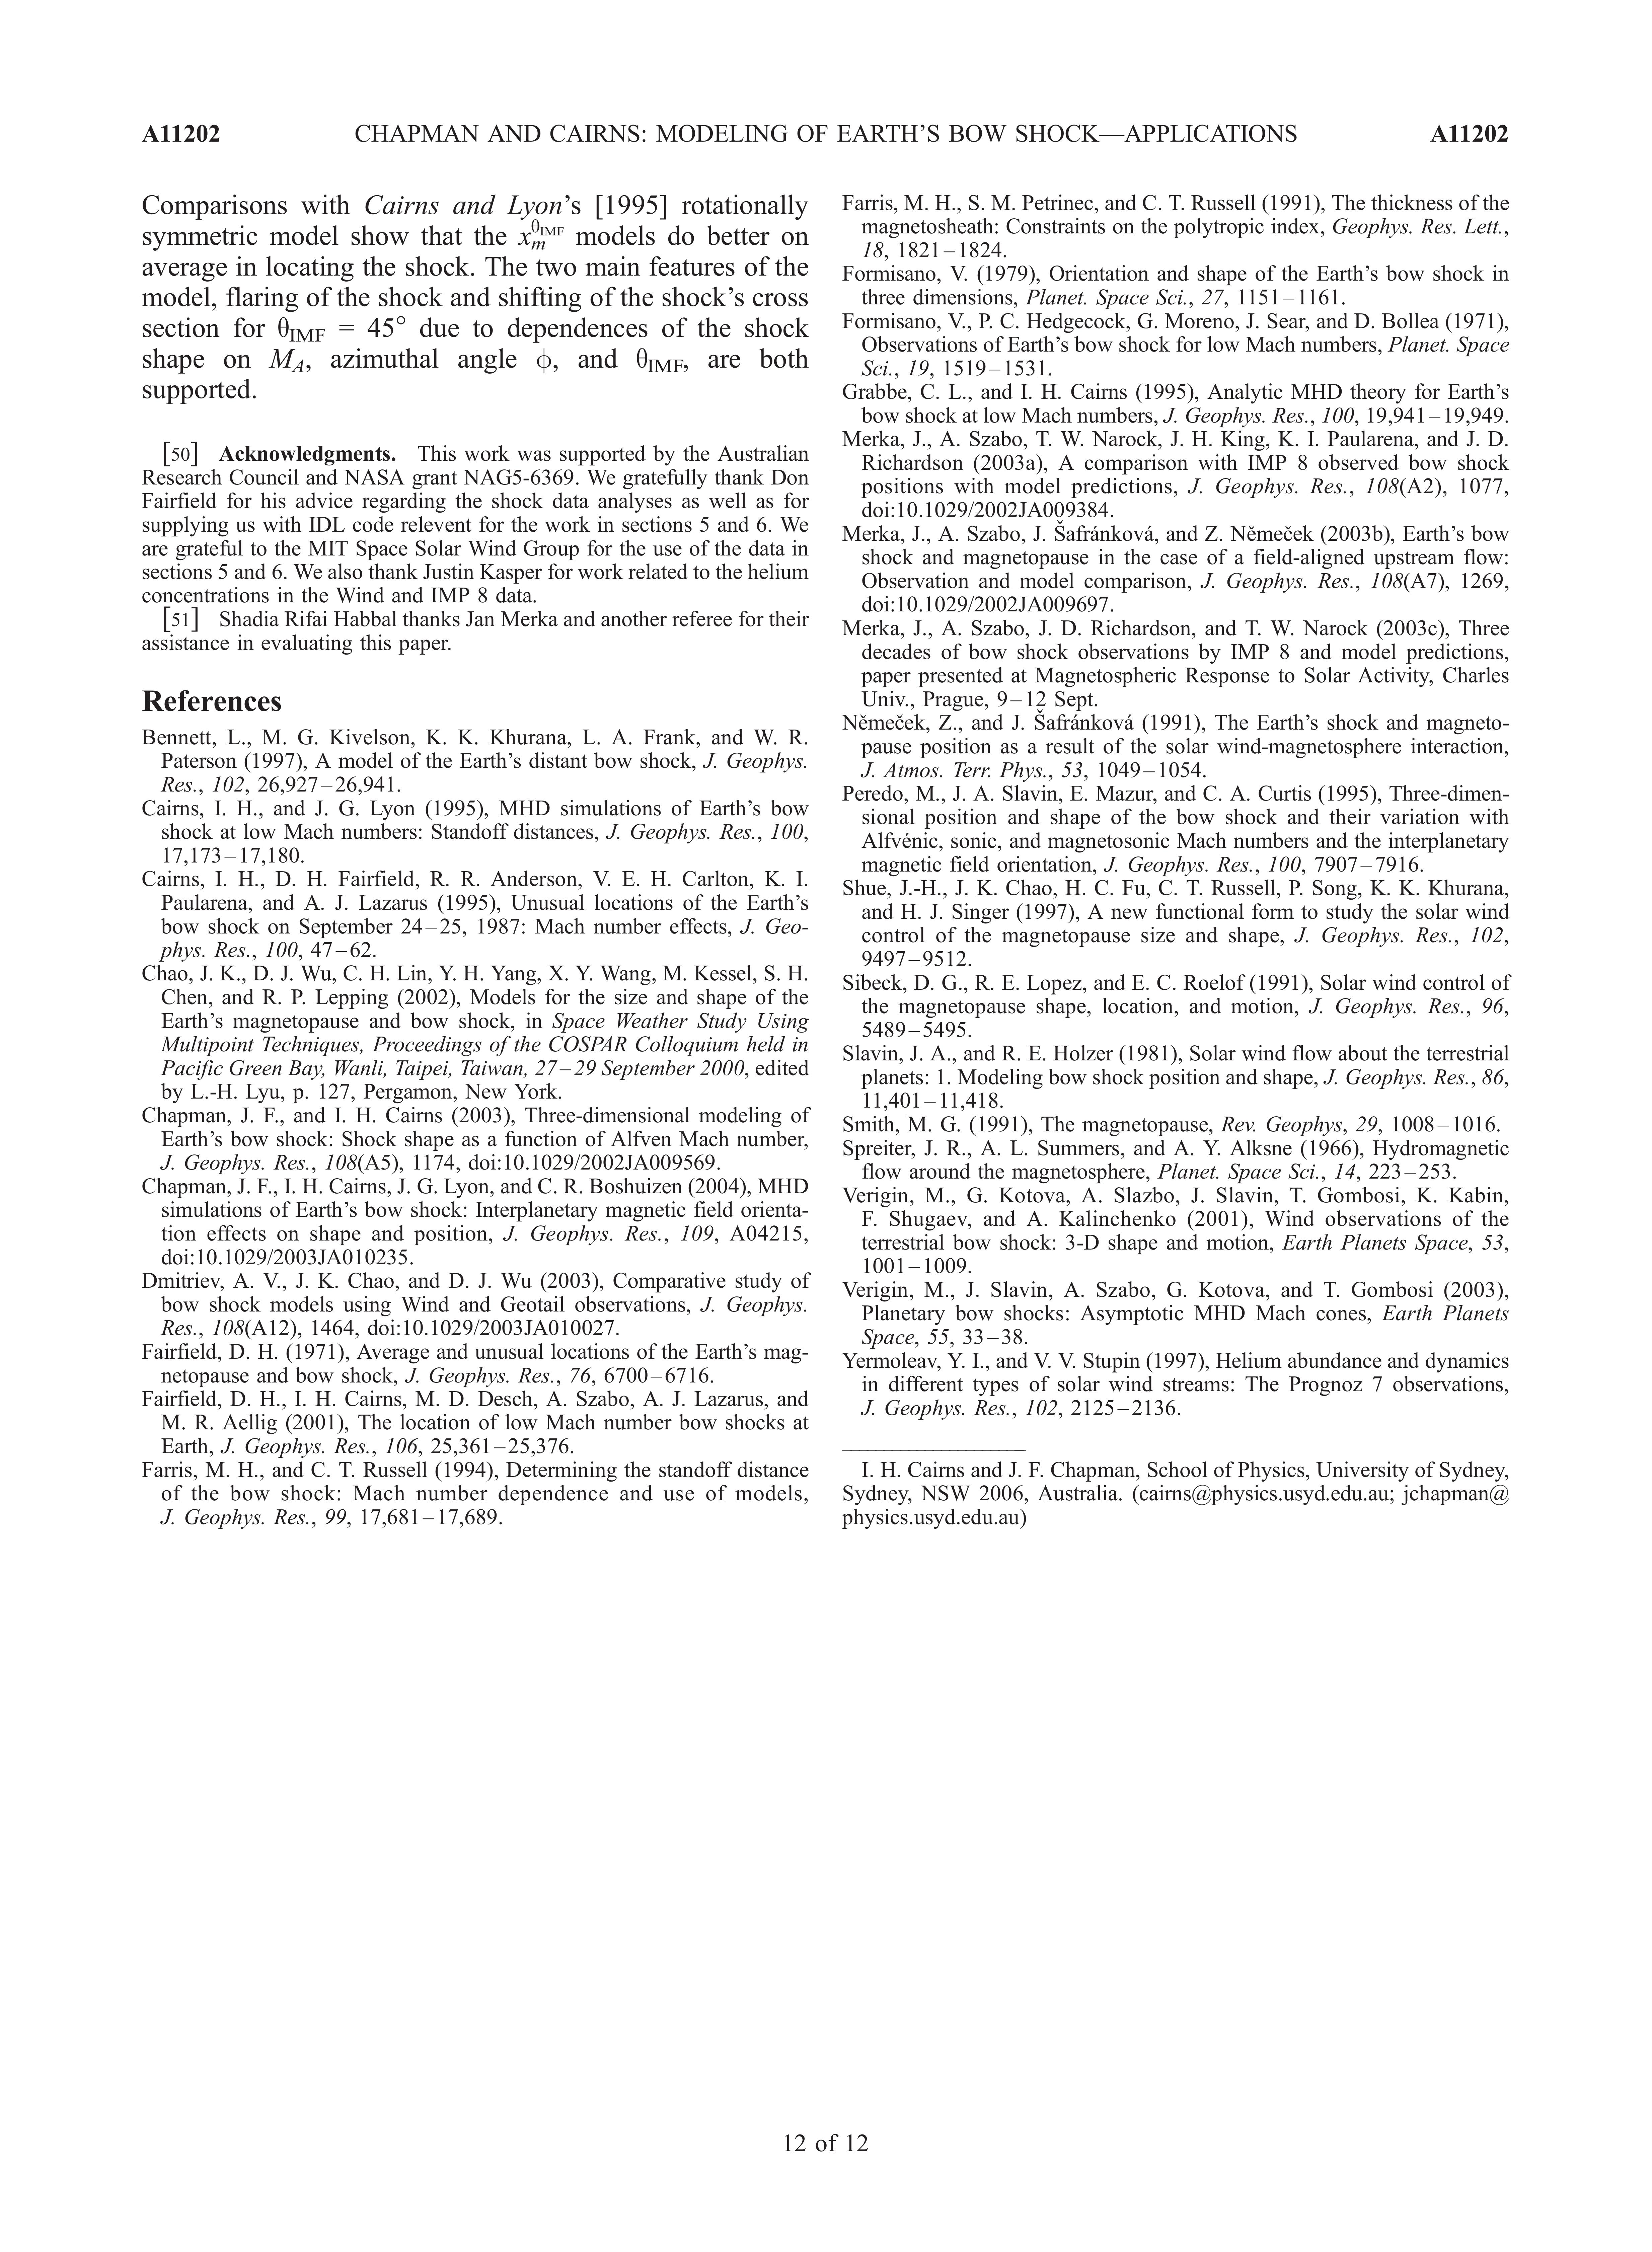 A11202 CHAPMAN AND CAIRNS: MODELING OF EARTH'S BOW SHOCK—APPLICATIONS A11202
Comparisons with Cairns and Lyon's [1995] rotationally
symmetric model show that the x_m^θIMF models do better on
average in locating the shock. The two main features of the
model, flaring of the shock and shifting of the shock's cross
section for θIMF = 45° due to dependences of the shock
shape on MA, azimuthal angle ϕ, and θIMF, are both
supported.
[50] Acknowledgments. This work was supported by the Australian
Research Council and NASA grant NAG5-6369. We gratefully thank Don
Fairfield for his advice regarding the shock data analyses as well as for
supplying us with IDL code relevent for the work in sections 5 and 6. We
are grateful to the MIT Space Solar Wind Group for the use of the data in
sections 5 and 6. We also thank Justin Kasper for work related to the helium
concentrations in the Wind and IMP 8 data.
[51] Shadia Rifai Habbal thanks Jan Merka and another referee for their
assistance in evaluating this paper.
References
Bennett, L., M. G. Kivelson, K. K. Khurana, L. A. Frank, and W. R.
Paterson (1997), A model of the Earth's distant bow shock, J. Geophys.
Res., 102, 26,927–26,941.
Cairns, I. H., and J. G. Lyon (1995), MHD simulations of Earth's bow
shock at low Mach numbers: Standoff distances, J. Geophys. Res., 100,
17,173–17,180.
Cairns, I. H., D. H. Fairfield, R. R. Anderson, V. E. H. Carlton, K. I.
Paularena, and A. J. Lazarus (1995), Unusual locations of the Earth's
bow shock on September 24–25, 1987: Mach number effects, J. Geo-
phys. Res., 100, 47–62.
Chao, J. K., D. J. Wu, C. H. Lin, Y. H. Yang, X. Y. Wang, M. Kessel, S. H.
Chen, and R. P. Lepping (2002), Models for the size and shape of the
Earth's magnetopause and bow shock, in Space Weather Study Using
Multipoint Techniques, Proceedings of the COSPAR Colloquium held in
Pacific Green Bay, Wanli, Taipei, Taiwan, 27–29 September 2000, edited
by L.-H. Lyu, p. 127, Pergamon, New York.
Chapman, J. F., and I. H. Cairns (2003), Three-dimensional modeling of
Earth's bow shock: Shock shape as a function of Alfven Mach number,
J. Geophys. Res., 108(A5), 1174, doi:10.1029/2002JA009569.
Chapman, J. F., I. H. Cairns, J. G. Lyon, and C. R. Boshuizen (2004), MHD
simulations of Earth's bow shock: Interplanetary magnetic field orienta-
tion effects on shape and position, J. Geophys. Res., 109, A04215,
doi:10.1029/2003JA010235.
Dmitriev, A. V., J. K. Chao, and D. J. Wu (2003), Comparative study of
bow shock models using Wind and Geotail observations, J. Geophys.
Res., 108(A12), 1464, doi:10.1029/2003JA010027.
Fairfield, D. H. (1971), Average and unusual locations of the Earth's mag-
netopause and bow shock, J. Geophys. Res., 76, 6700–6716.
Fairfield, D. H., I. H. Cairns, M. D. Desch, A. Szabo, A. J. Lazarus, and
M. R. Aellig (2001), The location of low Mach number bow shocks at
Earth, J. Geophys. Res., 106, 25,361–25,376.
Farris, M. H., and C. T. Russell (1994), Determining the standoff distance
of the bow shock: Mach number dependence and use of models,
J. Geophys. Res., 99, 17,681–17,689.
Farris, M. H., S. M. Petrinec, and C. T. Russell (1991), The thickness of the
magnetosheath: Constraints on the polytropic index, Geophys. Res. Lett.,
18, 1821–1824.
Formisano, V. (1979), Orientation and shape of the Earth's bow shock in
three dimensions, Planet. Space Sci., 27, 1151–1161.
Formisano, V., P. C. Hedgecock, G. Moreno, J. Sear, and D. Bollea (1971),
Observations of Earth's bow shock for low Mach numbers, Planet. Space
Sci., 19, 1519–1531.
Grabbe, C. L., and I. H. Cairns (1995), Analytic MHD theory for Earth's
bow shock at low Mach numbers, J. Geophys. Res., 100, 19,941–19,949.
Merka, J., A. Szabo, T. W. Narock, J. H. King, K. I. Paularena, and J. D.
Richardson (2003a), A comparison with IMP 8 observed bow shock
positions with model predictions, J. Geophys. Res., 108(A2), 1077,
doi:10.1029/2002JA009384.
Merka, J., A. Szabo, J. Šafránková, and Z. Němeček (2003b), Earth's bow
shock and magnetopause in the case of a field-aligned upstream flow:
Observation and model comparison, J. Geophys. Res., 108(A7), 1269,
doi:10.1029/2002JA009697.
Merka, J., A. Szabo, J. D. Richardson, and T. W. Narock (2003c), Three
decades of bow shock observations by IMP 8 and model predictions,
paper presented at Magnetospheric Response to Solar Activity, Charles
Univ., Prague, 9–12 Sept.
Němeček, Z., and J. Šafránková (1991), The Earth's shock and magneto-
pause position as a result of the solar wind-magnetosphere interaction,
J. Atmos. Terr. Phys., 53, 1049–1054.
Peredo, M., J. A. Slavin, E. Mazur, and C. A. Curtis (1995), Three-dimen-
sional position and shape of the bow shock and their variation with
Alfvénic, sonic, and magnetosonic Mach numbers and the interplanetary
magnetic field orientation, J. Geophys. Res., 100, 7907–7916.
Shue, J.-H., J. K. Chao, H. C. Fu, C. T. Russell, P. Song, K. K. Khurana,
and H. J. Singer (1997), A new functional form to study the solar wind
control of the magnetopause size and shape, J. Geophys. Res., 102,
9497–9512.
Sibeck, D. G., R. E. Lopez, and E. C. Roelof (1991), Solar wind control of
the magnetopause shape, location, and motion, J. Geophys. Res., 96,
5489–5495.
Slavin, J. A., and R. E. Holzer (1981), Solar wind flow about the terrestrial
planets: 1. Modeling bow shock position and shape, J. Geophys. Res., 86,
11,401–11,418.
Smith, M. G. (1991), The magnetopause, Rev. Geophys, 29, 1008–1016.
Spreiter, J. R., A. L. Summers, and A. Y. Alksne (1966), Hydromagnetic
flow around the magnetosphere, Planet. Space Sci., 14, 223–253.
Verigin, M., G. Kotova, A. Slazbo, J. Slavin, T. Gombosi, K. Kabin,
F. Shugaev, and A. Kalinchenko (2001), Wind observations of the
terrestrial bow shock: 3-D shape and motion, Earth Planets Space, 53,
1001–1009.
Verigin, M., J. Slavin, A. Szabo, G. Kotova, and T. Gombosi (2003),
Planetary bow shocks: Asymptotic MHD Mach cones, Earth Planets
Space, 55, 33–38.
Yermoleav, Y. I., and V. V. Stupin (1997), Helium abundance and dynamics
in different types of solar wind streams: The Prognoz 7 observations,
J. Geophys. Res., 102, 2125–2136.
I. H. Cairns and J. F. Chapman, School of Physics, University of Sydney,
Sydney, NSW 2006, Australia. (cairns@physics.usyd.edu.au; jchapman@
physics.usyd.edu.au)
12 of 12